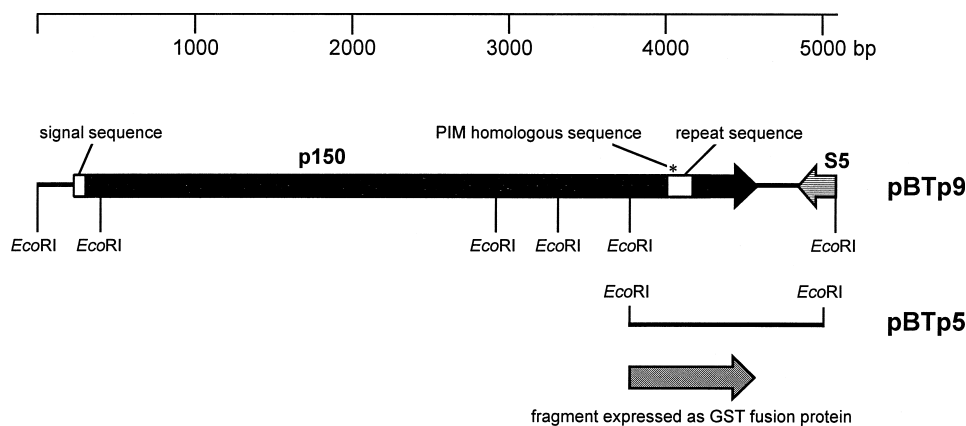 1000 2000 3000 4000 5000 bp
signal sequence PIM homologous sequence repeat sequence
p150 * S5
pBTp9
EcoRI EcoRI EcoRI EcoRI EcoRI EcoRI
EcoRI EcoRI
pBTp5
fragment expressed as GST fusion protein